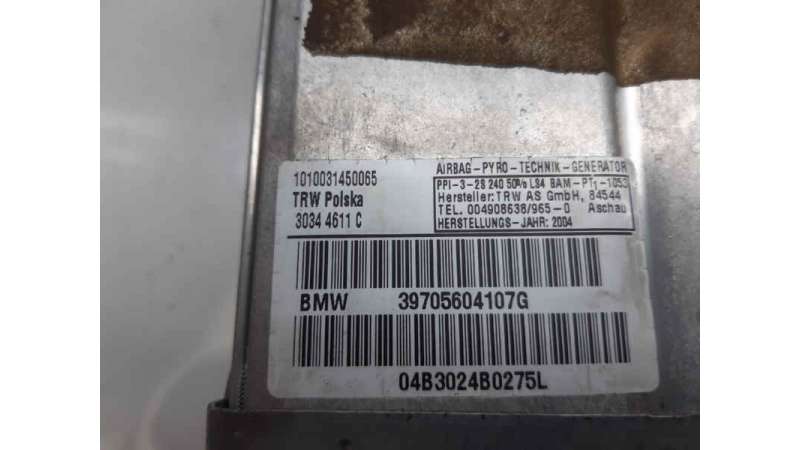 1010031450065
TRW Polska
3034 4611 C
AIRBAG-PYRO-TECHNIK-GENERATOR
PPI-3-2S 240 50% LS4 BAM-PT1-1053
Hersteller: TRW AS GmbH, 84544
TEL. 004908638/965-0 Aschau
HERSTELLUNGS-JAHR: 2004
BMW 39705604107G
04B3024B0275L